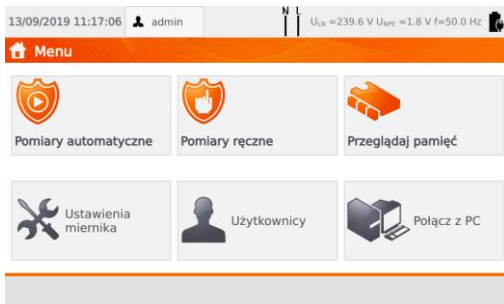 N L
13/09/2019 11:17:06 admin ULN =239.6 V UNPE =1.8 V f=50.0 Hz
Menu
Pomiary automatyczne Pomiary ręczne Przeglądaj pamięć
Ustawienia miernika Użytkownicy Połącz z PC